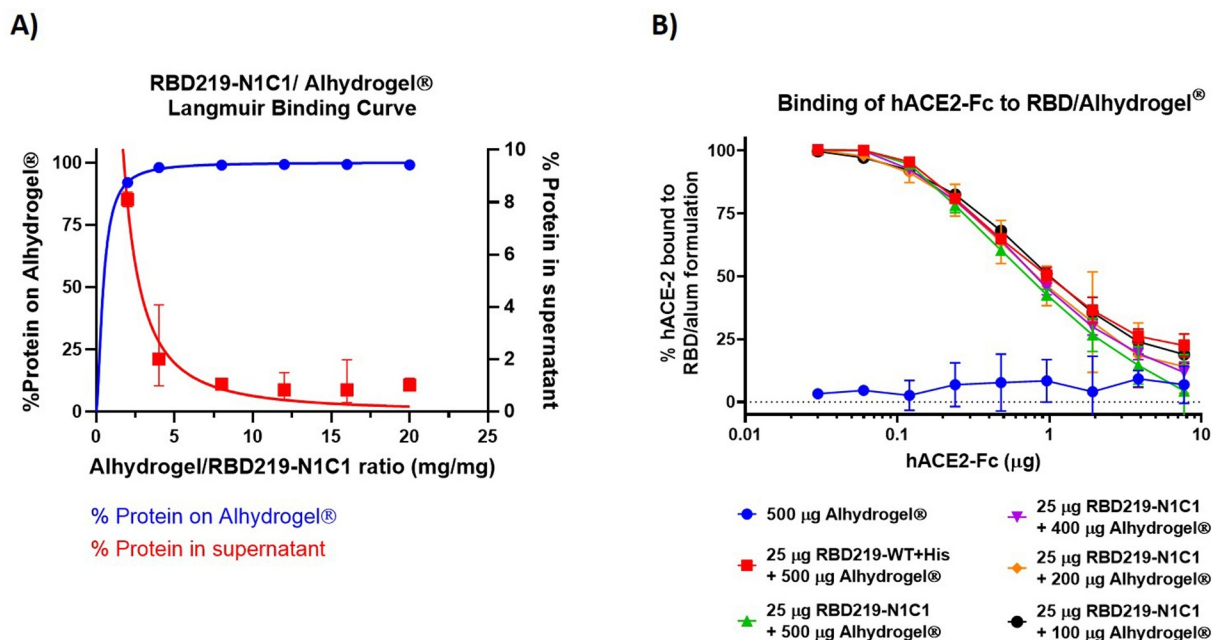 A)
RBD219-N1C1/ Alhydrogel®
Langmuir Binding Curve
%Protein on Alhydrogel®
100
75
50
25
0
10
8
6
4
2
0
% Protein in supernatant
0 5 10 15 20 25
Alhydrogel/RBD219-N1C1 ratio (mg/mg)
% Protein on Alhydrogel®
% Protein in supernatant
B)
Binding of hACE2-Fc to RBD/Alhydrogel®
% hACE-2 bound to
RBD/alum formulation
100
75
50
25
0
0.01 0.1 1 10
hACE2-Fc (μg)
500 μg Alhydrogel®
25 μg RBD219-WT+His
+ 500 μg Alhydrogel®
25 μg RBD219-N1C1
+ 500 μg Alhydrogel®
25 μg RBD219-N1C1
+ 400 μg Alhydrogel®
25 μg RBD219-N1C1
+ 200 μg Alhydrogel®
25 μg RBD219-N1C1
+ 100 μg Alhydrogel®